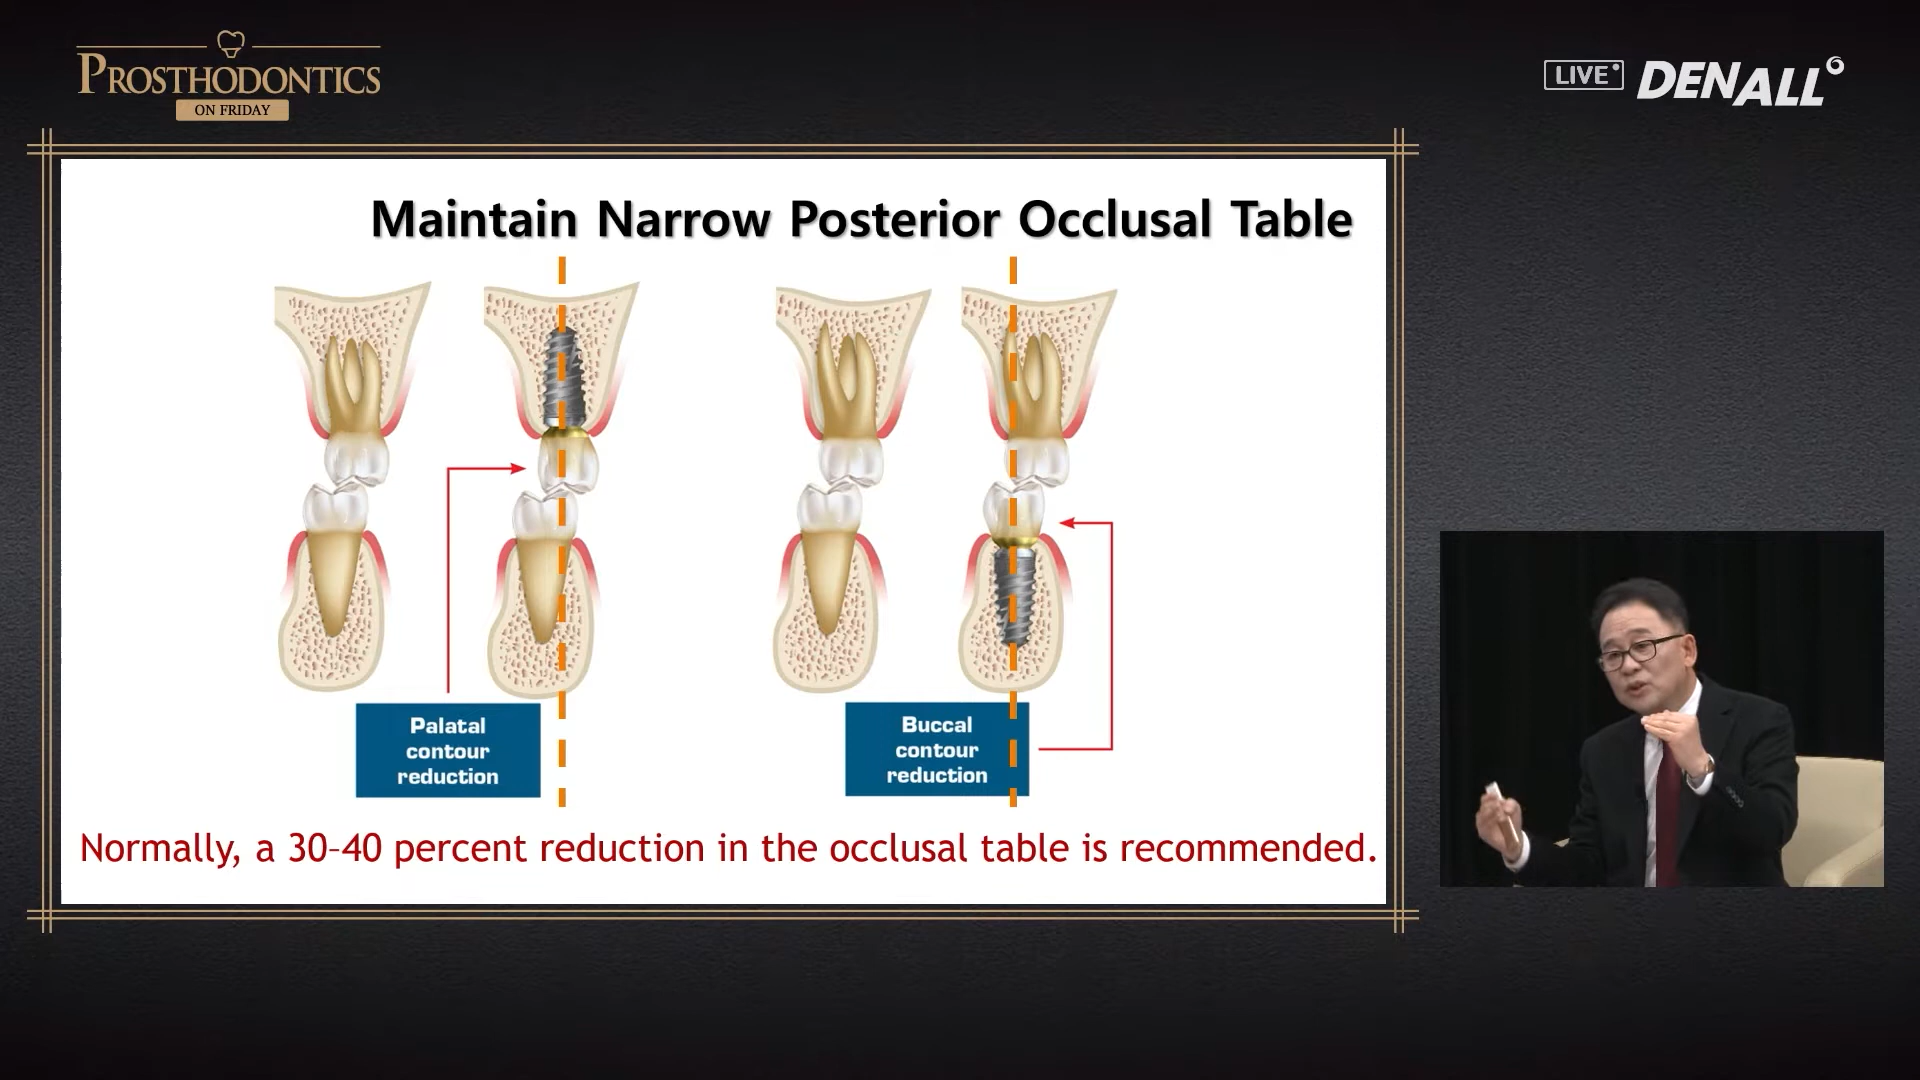 PROSTHODONTICS
ON FRIDAY
LIVE
DENALL
Maintain Narrow Posterior Occlusal Table
Palatal
contour
reduction
Buccal
contour
reduction
Normally, a 30-40 percent reduction in the occlusal table is recommended.